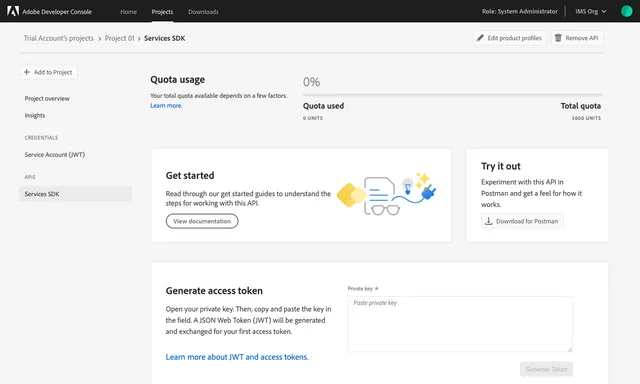 Adobe Developer Console
Home
Projects
Downloads
Role: System Administrator
IMS Org
Trial Account's projects
Project 01
Services SDK
Edit product profiles
Remove API
+ Add to Project
Project overview
Insights
CREDENTIALS
Service Account (JWT)
APIS
Services SDK
Quota usage
Your total quota available depends on a few factors.
Learn more.
0%
Quota used
0 UNITS
Total quota
5000 UNITS
Get started
Read through our get started guides to understand the
steps for working with this API.
View documentation
Try it out
Experiment with this API in
Postman and get a feel for how it
works.
Download for Postman
Generate access token
Open your private key. Then, copy and paste the key in
the field. A JSON Web Token (JWT) will be generated
and exchanged for your first access token.
Learn more about JWT and access tokens.
Private key *
Paste private key
Generate Token